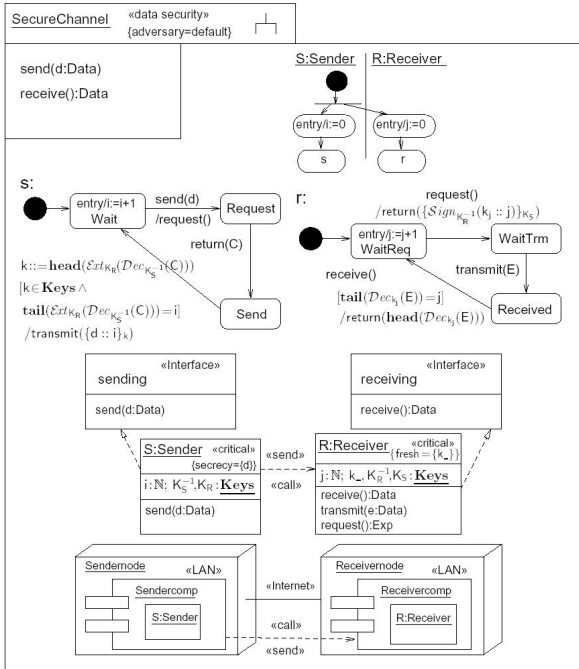 SecureChannel «data security»
{adversary=default}
send(d:Data)
receive():Data
S:Sender R:Receiver
entry/i:=0 entry/j:=0
s r
s:
entry/i:=i+1
Wait
send(d)
/request()
Request
return(C)
Send
k::=head(Ext_{K_R}(Dec_{K_S^{-1}}(C)))
[k∈Keys ∧
tail(Ext_{K_R}(Dec_{K_S^{-1}}(C)))=i]
/transmit({d :: i}_k)
r:
request()
/return({Sign_{K_R^{-1}}(k_j :: j)}_{K_S})
entry/j:=j+1
WaitReq
WaitTrm
receive()
transmit(E)
[tail(Dec_{k_j}(E))=j]
/return(head(Dec_{k_j}(E)))
Received
«Interface»
sending
send(d:Data)
«Interface»
receiving
receive():Data
S:Sender «critical»
{secrecy={d}}
i:ℕ; K_S^{-1},K_R:Keys
send(d:Data)
«send»
«call»
R:Receiver «critical»
{fresh={k_}}
j:ℕ; k_,K_R^{-1},K_S:Keys
receive():Data
transmit(e:Data)
request():Exp
Sendernode
«LAN»
Sendercomp
S:Sender
«Internet»
«call»
«send»
Receivernode
«LAN»
Receivercomp
R:Receiver